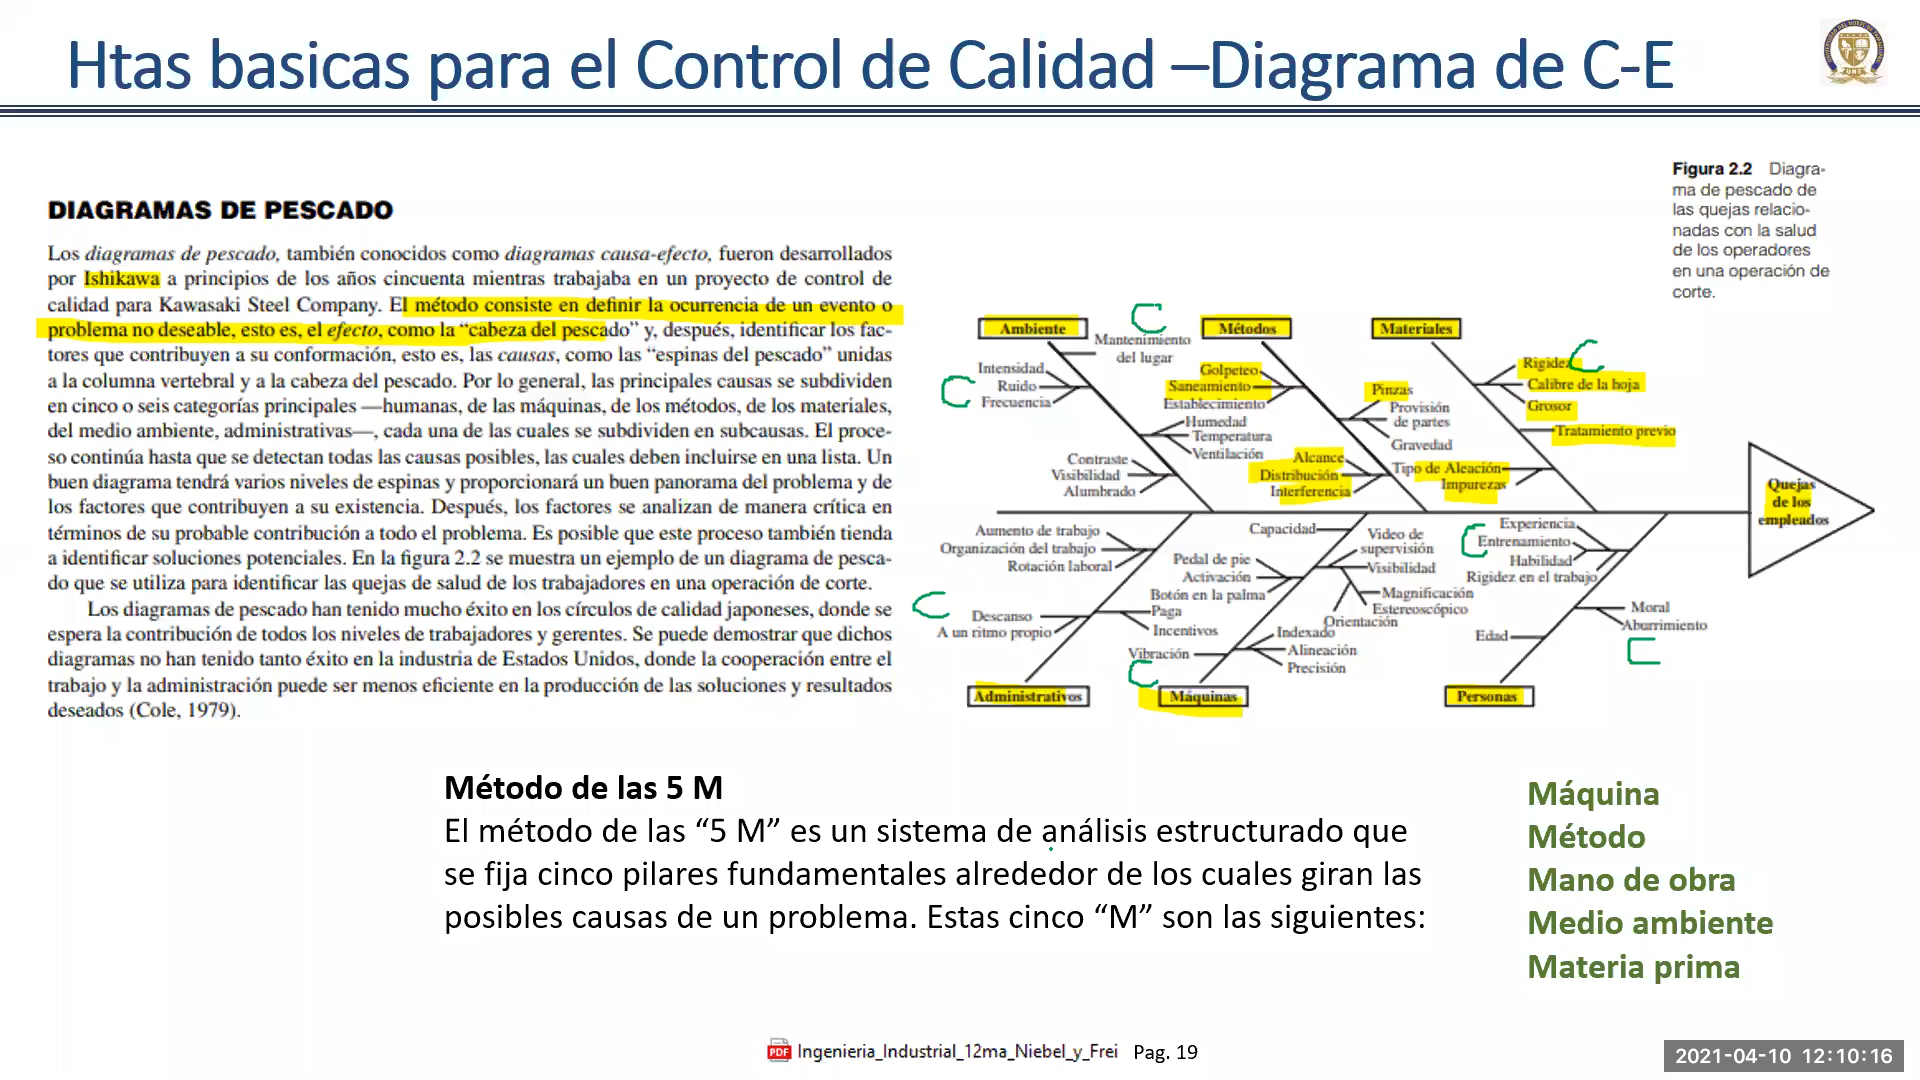 Htas basicas para el Control de Calidad –Diagrama de C-E
DIAGRAMAS DE PESCADO
Los diagramas de pescado, también conocidos como diagramas causa-efecto, fueron desarrollados
por Ishikawa a principios de los años cincuenta mientras trabajaba en un proyecto de control de
calidad para Kawasaki Steel Company. El método consiste en definir la ocurrencia de un evento o
problema no deseable, esto es, el efecto, como la “cabeza del pescado” y, después, identificar los fac-
tores que contribuyen a su conformación, esto es, las causas, como las “espinas del pescado” unidas
a la columna vertebral y a la cabeza del pescado. Por lo general, las principales causas se subdividen
en cinco o seis categorías principales —humanas, de las máquinas, de los métodos, de los materiales,
del medio ambiente, administrativas—, cada una de las cuales se subdividen en subcausas. El proce-
so continúa hasta que se detectan todas las causas posibles, las cuales deben incluirse en una lista. Un
buen diagrama tendrá varios niveles de espinas y proporcionará un buen panorama del problema y de
los factores que contribuyen a su existencia. Después, los factores se analizan de manera crítica en
términos de su probable contribución a todo el problema. Es posible que este proceso también tienda
a identificar soluciones potenciales. En la figura 2.2 se muestra un ejemplo de un diagrama de pesca-
do que se utiliza para identificar las quejas de salud de los trabajadores en una operación de corte.
Los diagramas de pescado han tenido mucho éxito en los círculos de calidad japoneses, donde se
espera la contribución de todos los niveles de trabajadores y gerentes. Se puede demostrar que dichos
diagramas no han tenido tanto éxito en la industria de Estados Unidos, donde la cooperación entre el
trabajo y la administración puede ser menos eficiente en la producción de las soluciones y resultados
deseados (Cole, 1979).
Figura 2.2 Diagra-
ma de pescado de
las quejas relacio-
nadas con la salud
de los operadores
en una operación de
corte.
Ambiente
Mantenimiento
del lugar
Intensidad
Ruido
Frecuencia
Humedad
Temperatura
Ventilación
Contraste
Visibilidad
Alumbrado
Métodos
Golpeteo
Saneamiento
Establecimiento
Pinzas
Provisión
de partes
Gravedad
Alcance
Distribución
Interferencia
Materiales
Rigidez
Calibre de la hoja
Grosor
Tratamiento previo
Tipo de Aleación
Impurezas
Quejas
de los
empleados
Aumento de trabajo
Organización del trabajo
Rotación laboral
Descanso
A un ritmo propio
Paga
Incentivos
Administrativos
Capacidad
Pedal de pie
Activación
Botón en la palma
Video de
supervisión
Visibilidad
Magnificación
Estereoscópico
Orientación
Vibración
Indexado
Alineación
Precisión
Máquinas
Experiencia
Entrenamiento
Habilidad
Rigidez en el trabajo
Moral
Aburrimiento
Edad
Personas
Método de las 5 M
El método de las “5 M” es un sistema de análisis estructurado que
se fija cinco pilares fundamentales alrededor de los cuales giran las
posibles causas de un problema. Estas cinco “M” son las siguientes:
Máquina
Método
Mano de obra
Medio ambiente
Materia prima
PDF Ingenieria_Industrial_12ma_Niebel_y_Frei Pag. 19
2021-04-10 12:10:16